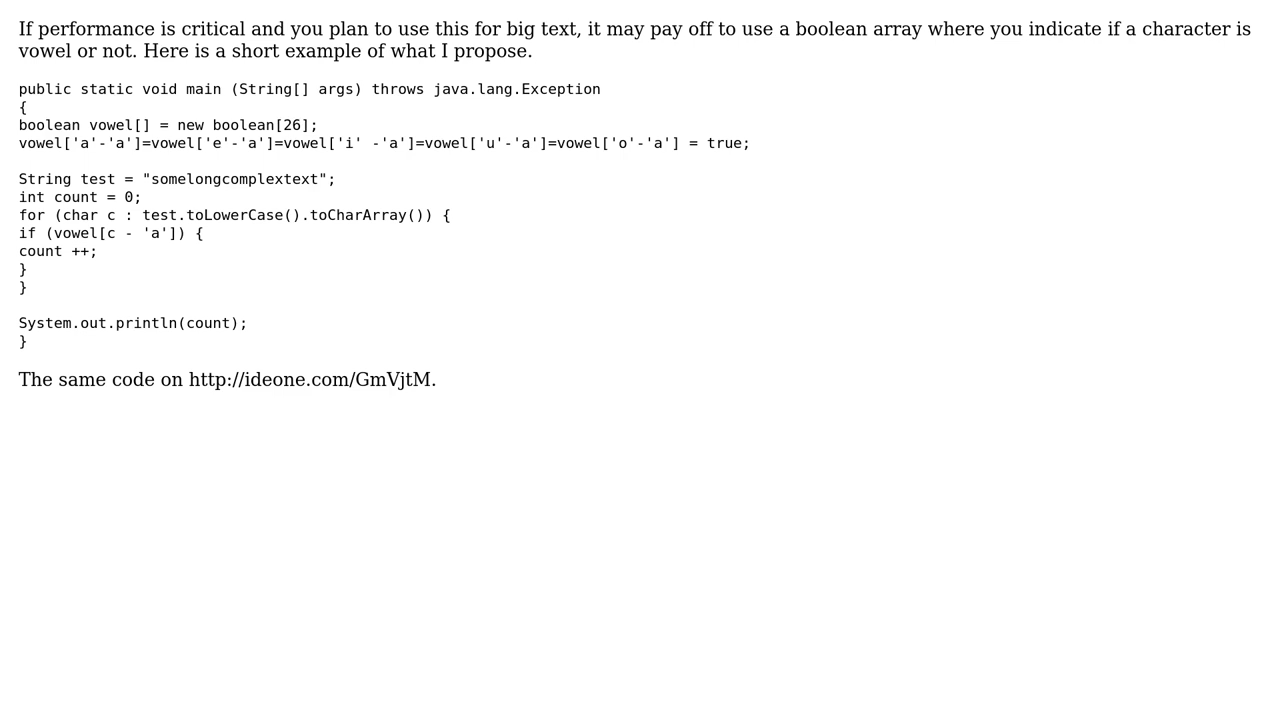 If performance is critical and you plan to use this for big text, it may pay off to use a boolean array where you indicate if a character is
vowel or not. Here is a short example of what I propose.
public static void main (String[] args) throws java.lang.Exception
{
boolean vowel[] = new boolean[26];
vowel['a'-'a']=vowel['e'-'a']=vowel['i' -'a']=vowel['u'-'a']=vowel['o'-'a'] = true;
String test = "somelongcomplextext";
int count = 0;
for (char c : test.toLowerCase().toCharArray()) {
if (vowel[c - 'a']) {
count ++;
}
}
System.out.println(count);
}
The same code on http://ideone.com/GmVjtM.